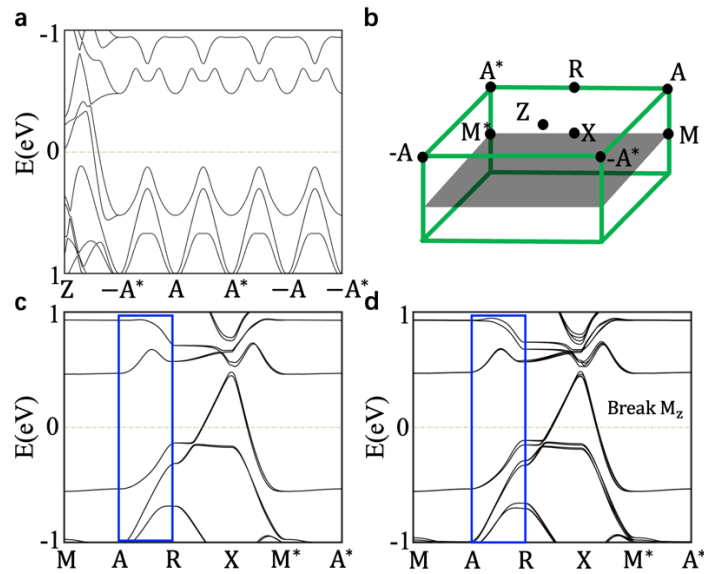 a
-1
0
1
E(eV)
Z −A* A A* −A −A*
b
A* R A
Z
M* X M
-A -A*
c
1
0
-1
E(eV)
M A R X M* A*
d
1
0
-1
E(eV)
Break Mz
M A R X M* A*